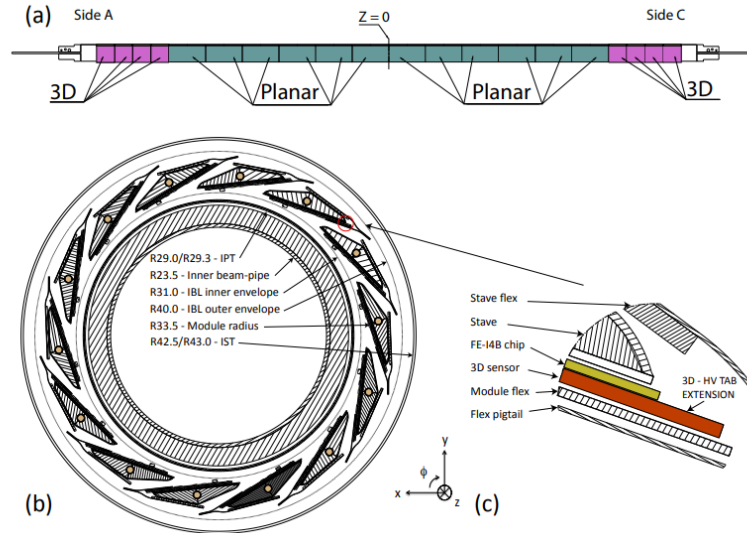 (a)
Side A
Z = 0
Side C
3D
Planar
Planar
3D
R29.0/R29.3 - IPT
R23.5 - Inner beam-pipe
R31.0 - IBL inner envelope
R40.0 - IBL outer envelope
R33.5 - Module radius
R42.5/R43.0 - IST
Stave flex
Stave
FE-I4B chip
3D sensor
Module flex
Flex pigtail
3D - HV TAB
EXTENSION
(b)
y
ϕ
x
z
(c)